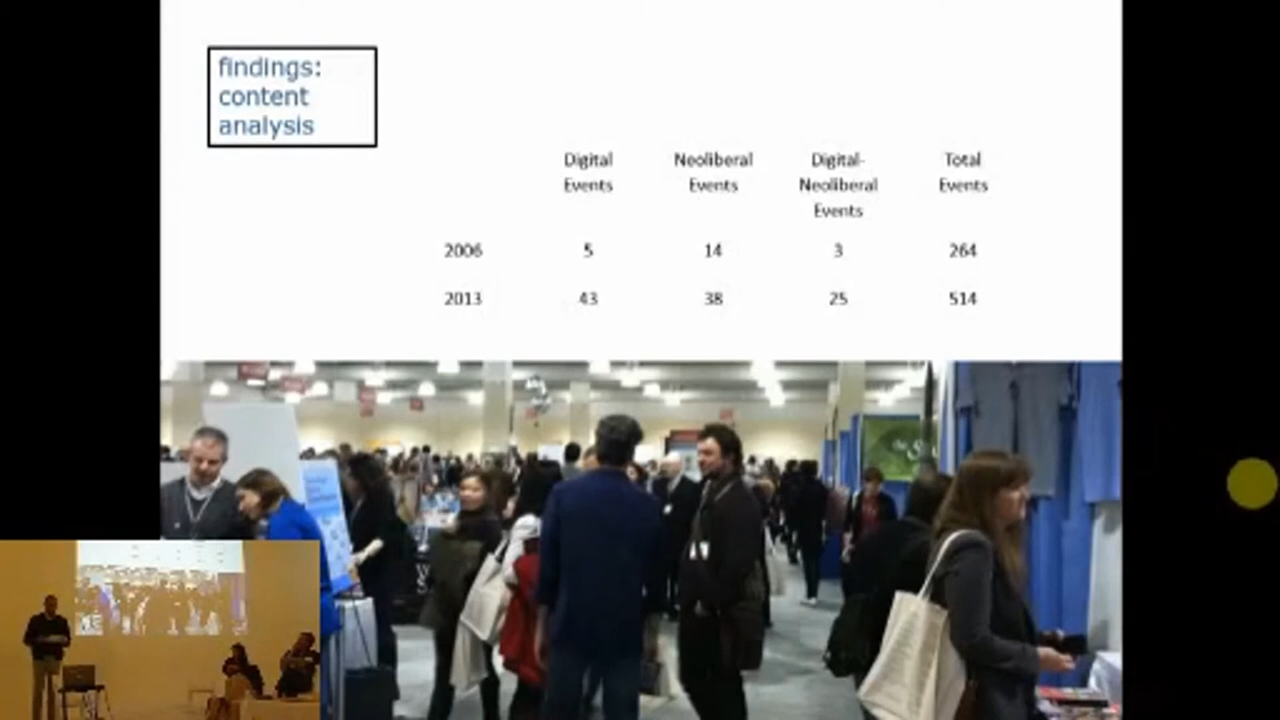 findings:
content
analysis
Digital Events	Neoliberal Events	Digital-Neoliberal Events	Total Events
2006	5	14	3	264
2013	43	38	25	514